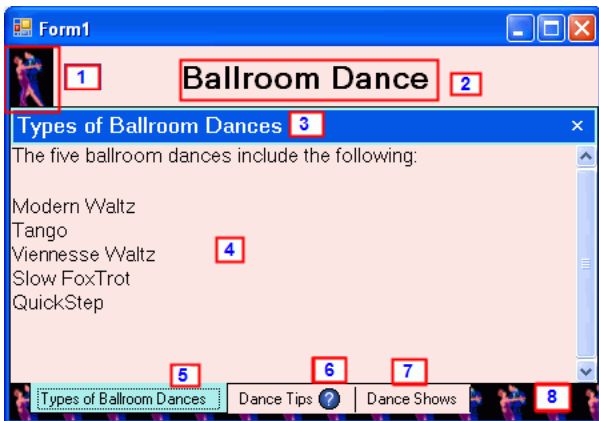 Form1
1
Ballroom Dance 2
Types of Ballroom Dances 3
The five ballroom dances include the following:
Modern Waltz
Tango
Viennesse Waltz
4
Slow FoxTrot
QuickStep
5 6 7
Types of Ballroom Dances Dance Tips ? Dance Shows 8